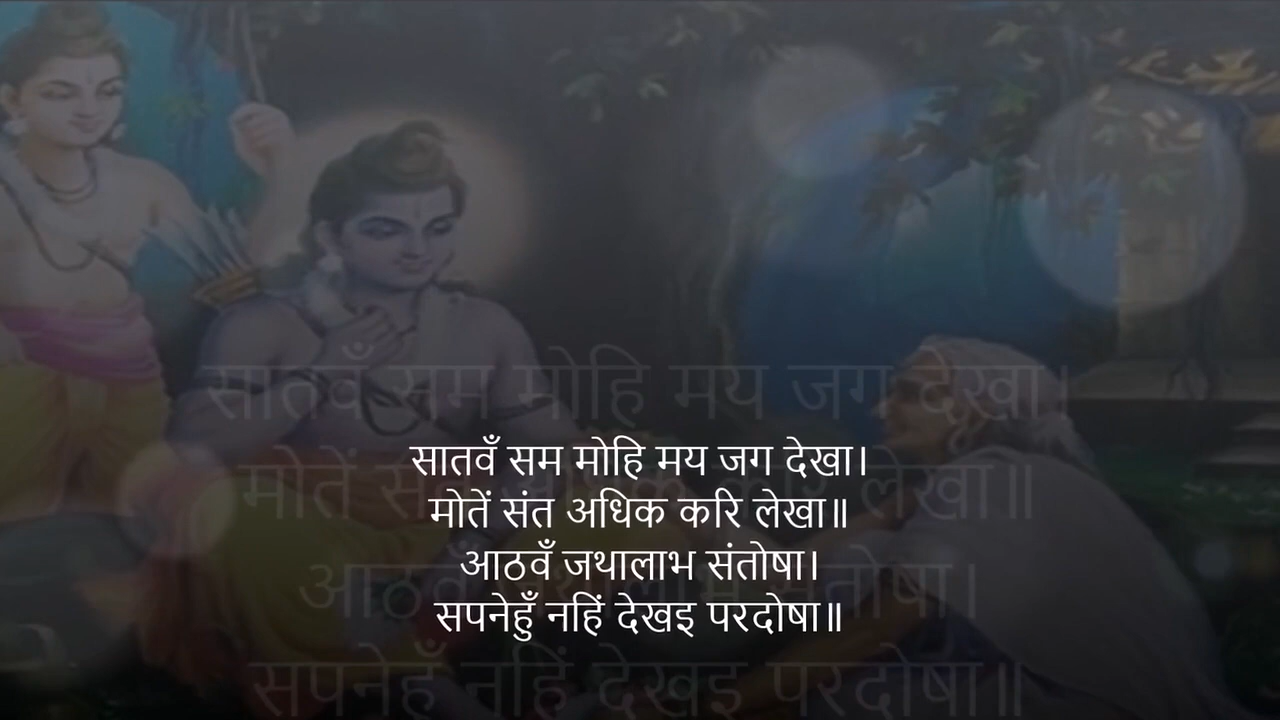 सातवँ सम मोहि मय जग देखा।
मोतें संत अधिक करि लेखा॥
आठवँ जथालाभ संतोषा।
सपनेहुँ नहिं देखइ परदोषा॥